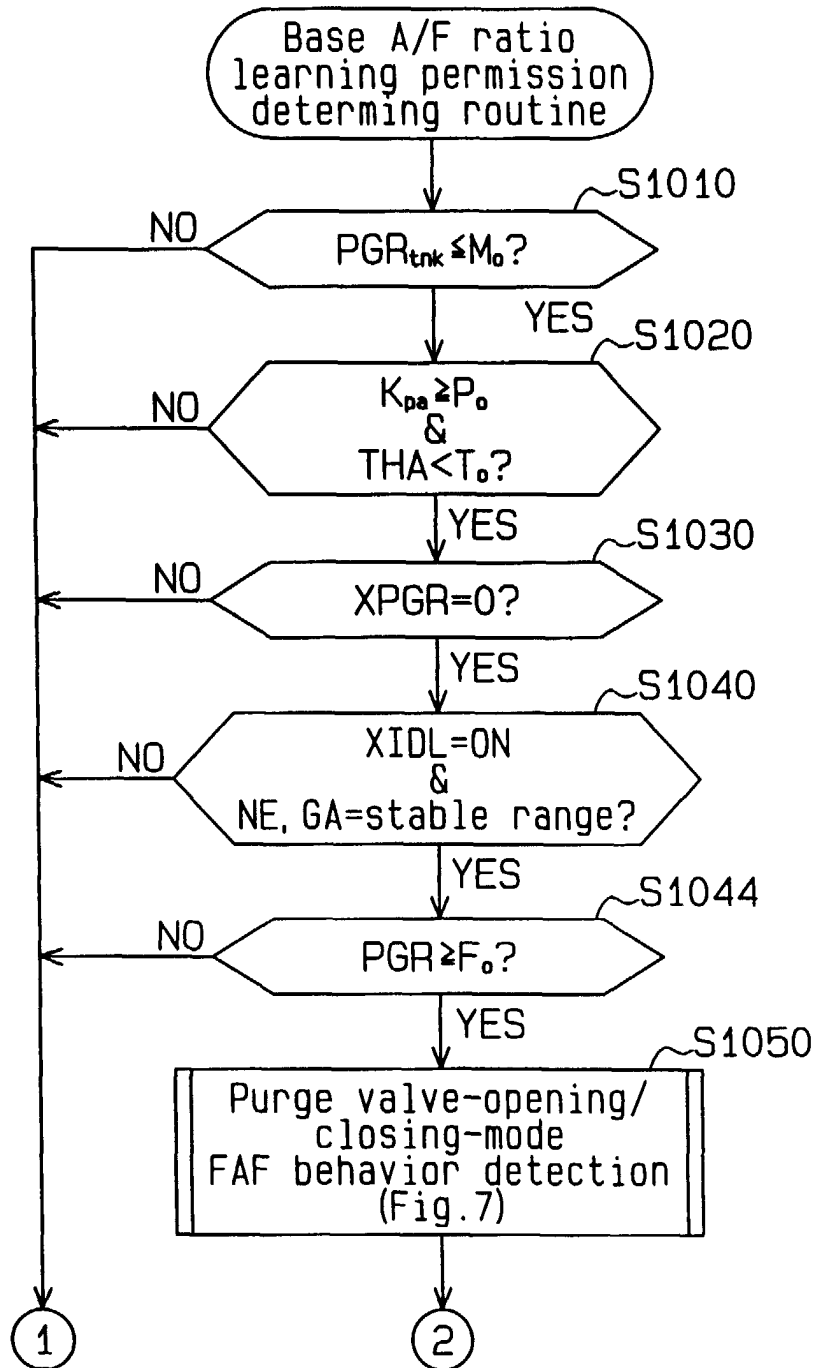 Base A/F ratio
learning permission
determing routine
S1010
NO
PGRtnk≦Mo?
YES
S1020
NO
Kpa≧Po
&
THA<To?
YES
S1030
NO
XPGR=0?
YES
S1040
NO
XIDL=ON
&
NE, GA=stable range?
YES
S1044
NO
PGR≧Fo?
YES
S1050
Purge valve-opening/
closing-mode
FAF behavior detection
(Fig.7)
1
2